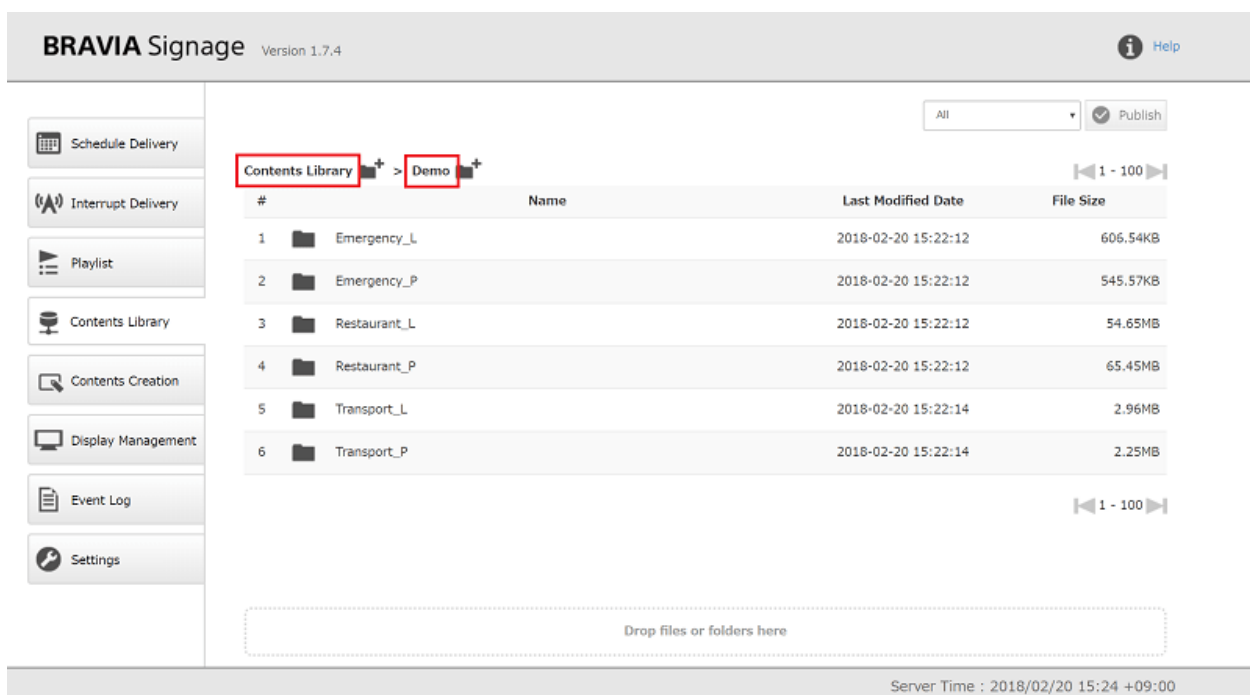 BRAVIA Signage Version 1.7.4 Help
All Publish
Schedule Delivery
Interrupt Delivery
Playlist
Contents Library
Contents Creation
Display Management
Event Log
Settings
Contents Library > Demo 1 - 100
# Name Last Modified Date File Size
1 Emergency_L 2018-02-20 15:22:12 606.54KB
2 Emergency_P 2018-02-20 15:22:12 545.57KB
3 Restaurant_L 2018-02-20 15:22:12 54.65MB
4 Restaurant_P 2018-02-20 15:22:12 65.45MB
5 Transport_L 2018-02-20 15:22:14 2.96MB
6 Transport_P 2018-02-20 15:22:14 2.25MB
1 - 100
Drop files or folders here
Server Time : 2018/02/20 15:24 +09:00